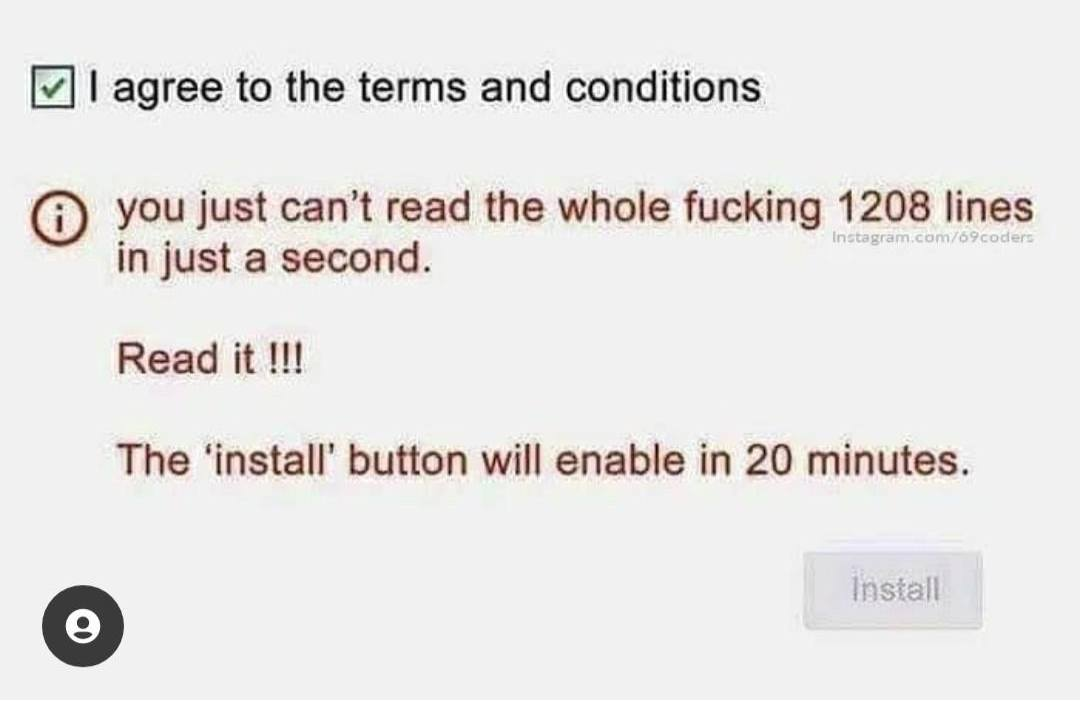 I agree to the terms and conditions
you just can't read the whole fucking 1208 lines
Instagram.com/69coders
in just a second.
Read it !!!
The ‘install’ button will enable in 20 minutes.
Install